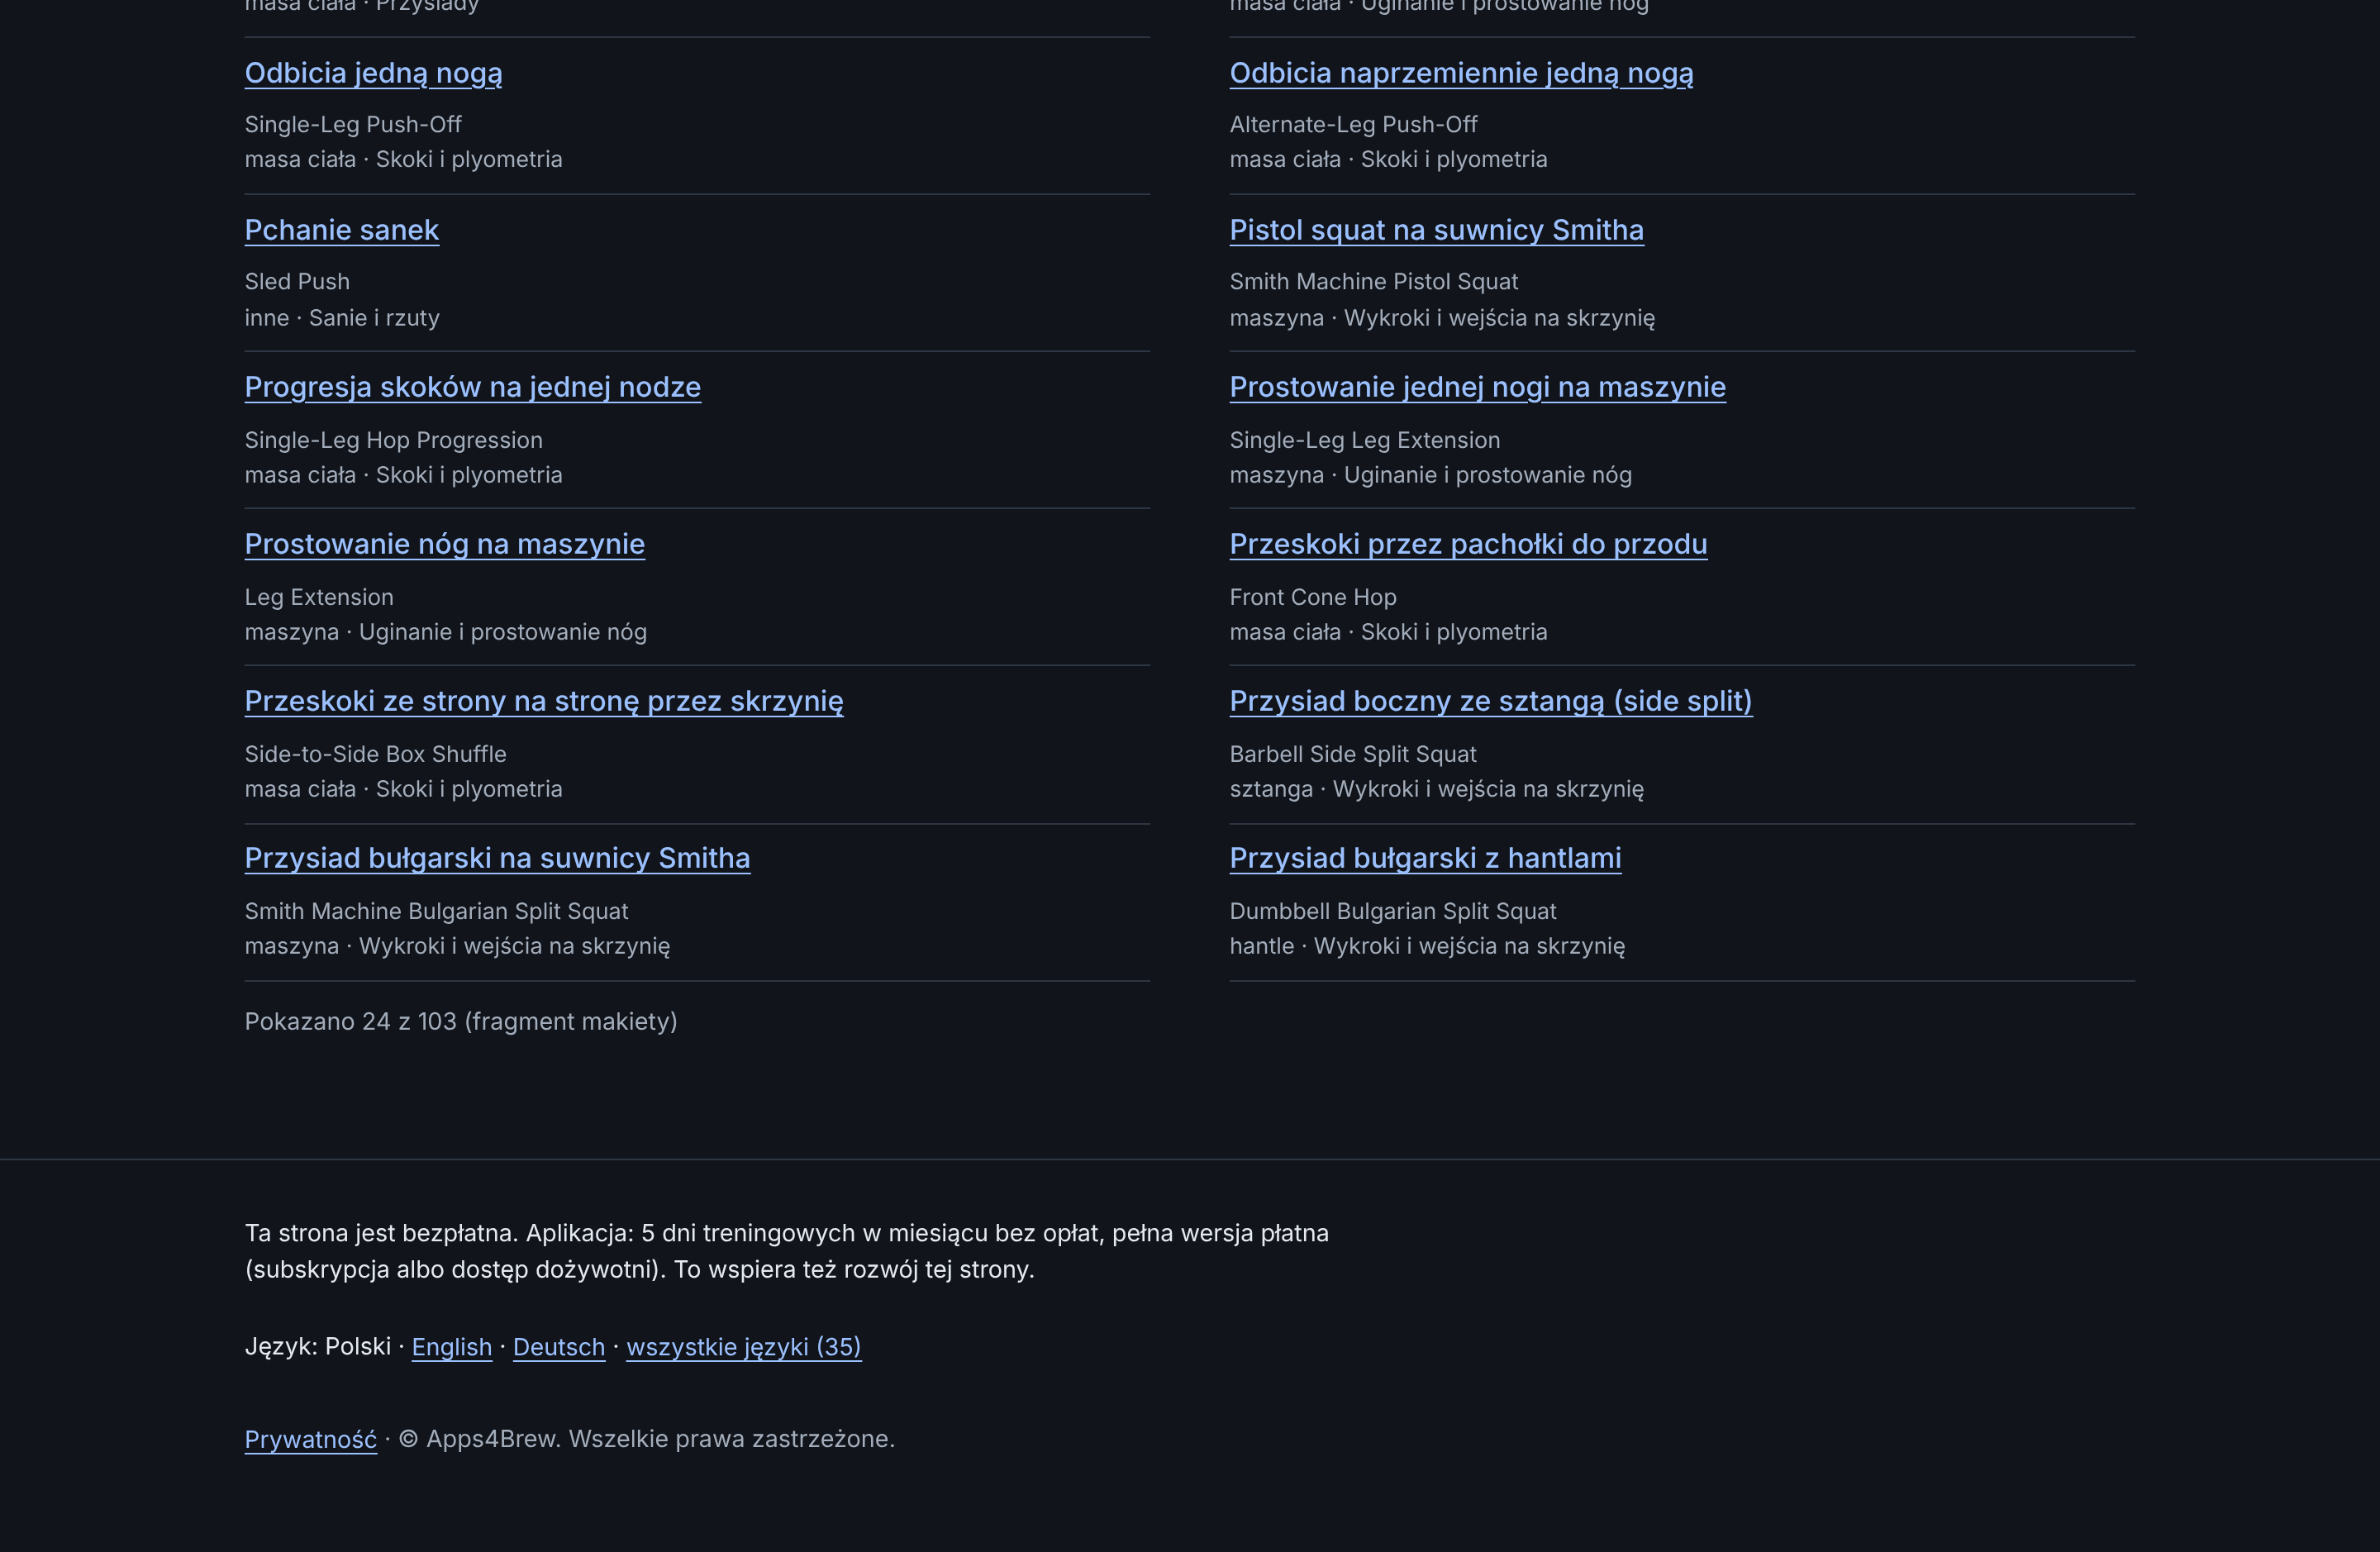 masa ciała · Przysiady
masa ciała · Uginanie i prostowanie nóg
Odbicia jedną nogą
Single-Leg Push-Off
masa ciała · Skoki i plyometria
Odbicia naprzemiennie jedną nogą
Alternate-Leg Push-Off
masa ciała · Skoki i plyometria
Pchanie sanek
Sled Push
inne · Sanie i rzuty
Pistol squat na suwnicy Smitha
Smith Machine Pistol Squat
maszyna · Wykroki i wejścia na skrzynię
Progresja skoków na jednej nodze
Single-Leg Hop Progression
masa ciała · Skoki i plyometria
Prostowanie jednej nogi na maszynie
Single-Leg Leg Extension
maszyna · Uginanie i prostowanie nóg
Prostowanie nóg na maszynie
Leg Extension
maszyna · Uginanie i prostowanie nóg
Przeskoki przez pachołki do przodu
Front Cone Hop
masa ciała · Skoki i plyometria
Przeskoki ze strony na stronę przez skrzynię
Side-to-Side Box Shuffle
masa ciała · Skoki i plyometria
Przysiad boczny ze sztangą (side split)
Barbell Side Split Squat
sztanga · Wykroki i wejścia na skrzynię
Przysiad bułgarski na suwnicy Smitha
Smith Machine Bulgarian Split Squat
maszyna · Wykroki i wejścia na skrzynię
Przysiad bułgarski z hantlami
Dumbbell Bulgarian Split Squat
hantle · Wykroki i wejścia na skrzynię
Pokazano 24 z 103 (fragment makiety)
Ta strona jest bezpłatna. Aplikacja: 5 dni treningowych w miesiącu bez opłat, pełna wersja płatna
(subskrypcja albo dostęp dożywotni). To wspiera też rozwój tej strony.
Język: Polski · English · Deutsch · wszystkie języki (35)
Prywatność · © Apps4Brew. Wszelkie prawa zastrzeżone.